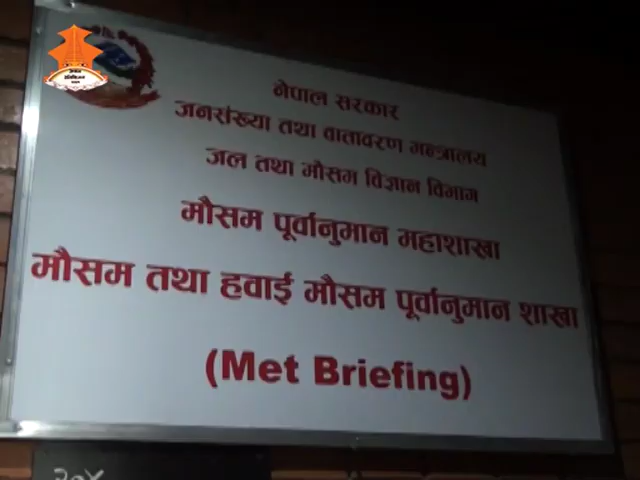 नेपाल सरकार
जनसंख्या तथा वातावरण मन्त्रालय
जल तथा मौसम विज्ञान विभाग
मौसम पूर्वानुमान महाशाखा
मौसम तथा हवाई मौसम पूर्वानुमान शाखा
(Met Briefing)